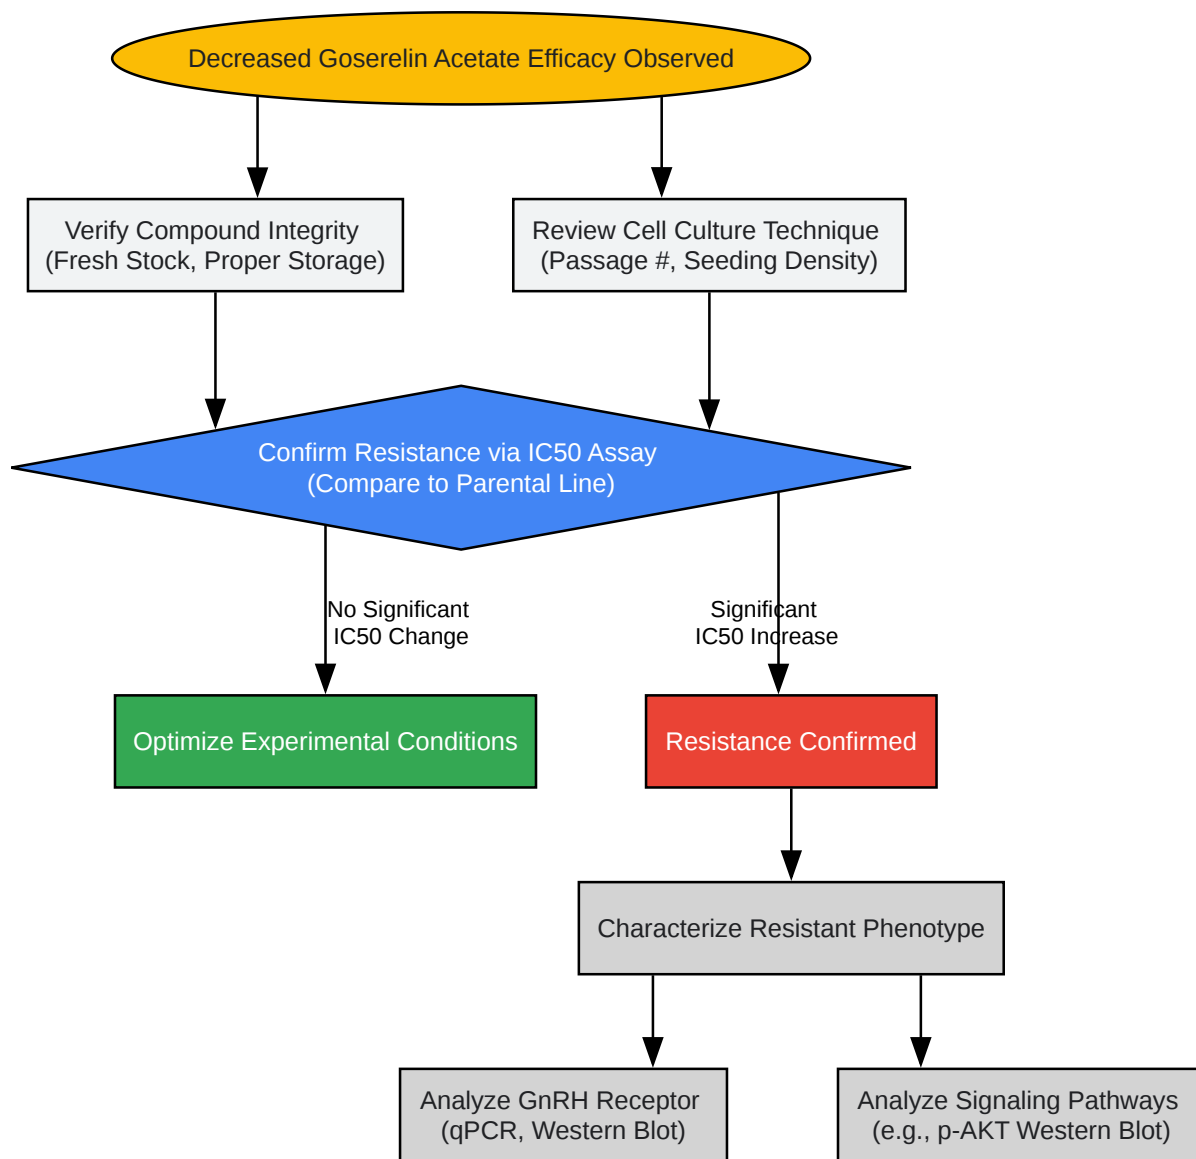 Decreased Goserelin Acetate Efficacy Observed
Verify Compound Integrity
(Fresh Stock, Proper Storage)
Review Cell Culture Technique
(Passage #, Seeding Density)
Confirm Resistance via IC50 Assay
(Compare to Parental Line)
No Significant
IC50 Change
Significant
IC50 Increase
Optimize Experimental Conditions
Resistance Confirmed
Characterize Resistant Phenotype
Analyze GnRH Receptor
(qPCR, Western Blot)
Analyze Signaling Pathways
(e.g., p-AKT Western Blot)